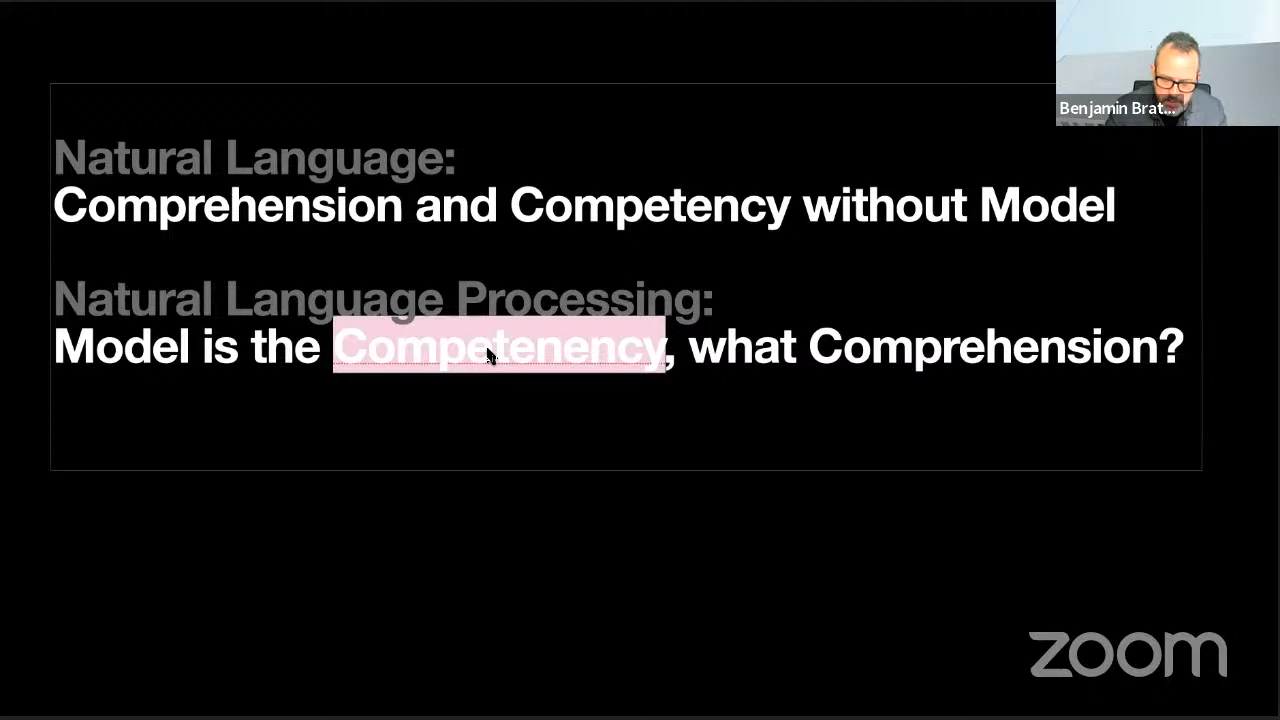 Benjamin Brat...
Natural Language:
Comprehension and Competency without Model
Natural Language Processing:
Model is the Competenency, what Comprehension?
zoom